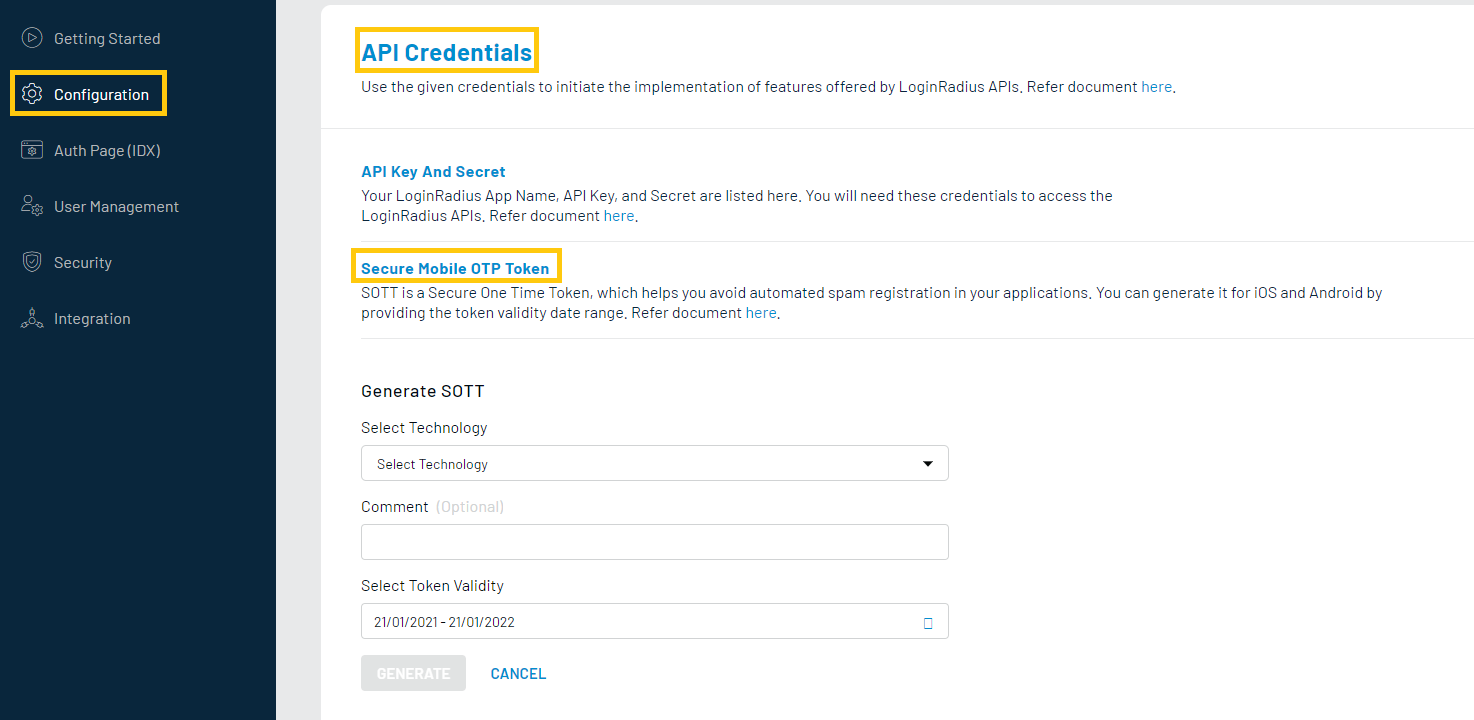 Getting Started
Configuration
Auth Page (IDX)
User Management
Security
Integration
API Credentials
Use the given credentials to initiate the implementation of features offered by LoginRadius APIs. Refer document here.
API Key And Secret
Your LoginRadius App Name, API Key, and Secret are listed here. You will need these credentials to access the
LoginRadius APIs. Refer document here.
Secure Mobile OTP Token
SOTT is a Secure One Time Token, which helps you avoid automated spam registration in your applications. You can generate it for iOS and Android by
providing the token validity date range. Refer document here.
Generate SOTT
Select Technology
Select Technology
Comment (Optional)
Select Token Validity
21/01/2021 - 21/01/2022
GENERATE CANCEL